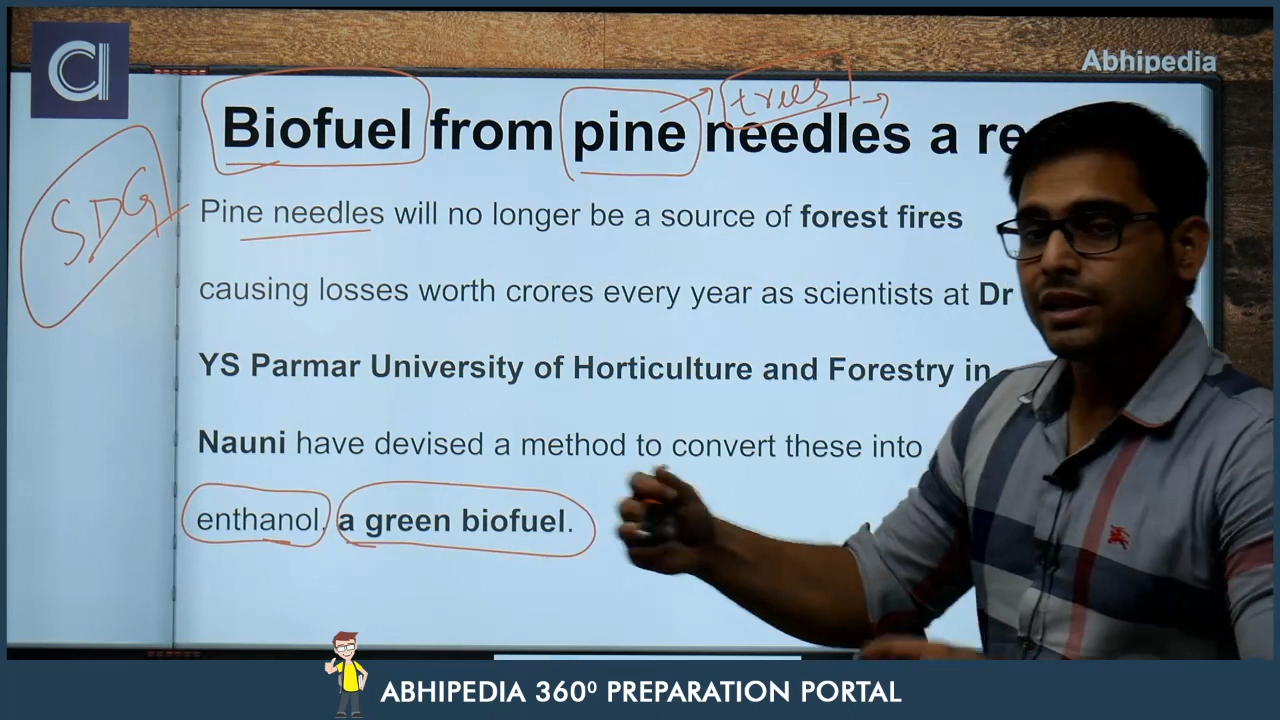 Abhipedia
trees
Biofuel from pine needles a re
SDG
Pine needles will no longer be a source of forest fires
causing losses worth crores every year as scientists at Dr
YS Parmar University of Horticulture and Forestry in
Nauni have devised a method to convert these into
enthanol, a green biofuel.
ABHIPEDIA 360⁰ PREPARATION PORTAL